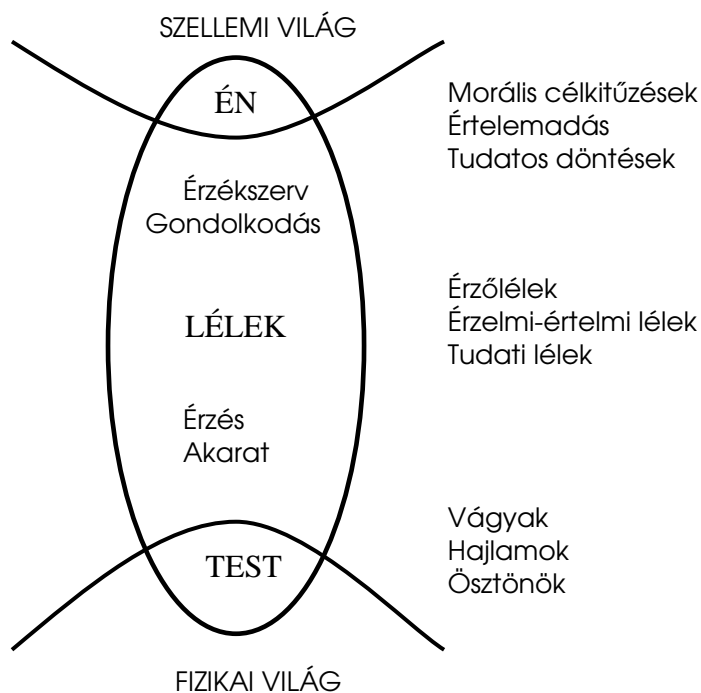 SZELLEMI VILÁG
ÉN
Morális célkitűzések
Értelemadás
Tudatos döntések
Érzékszerv
Gondolkodás
LÉLEK
Érzőlélek
Érzelmi-értelmi lélek
Tudati lélek
Érzés
Akarat
TEST
Vágyak
Hajlamok
Ösztönök
FIZIKAI VILÁG